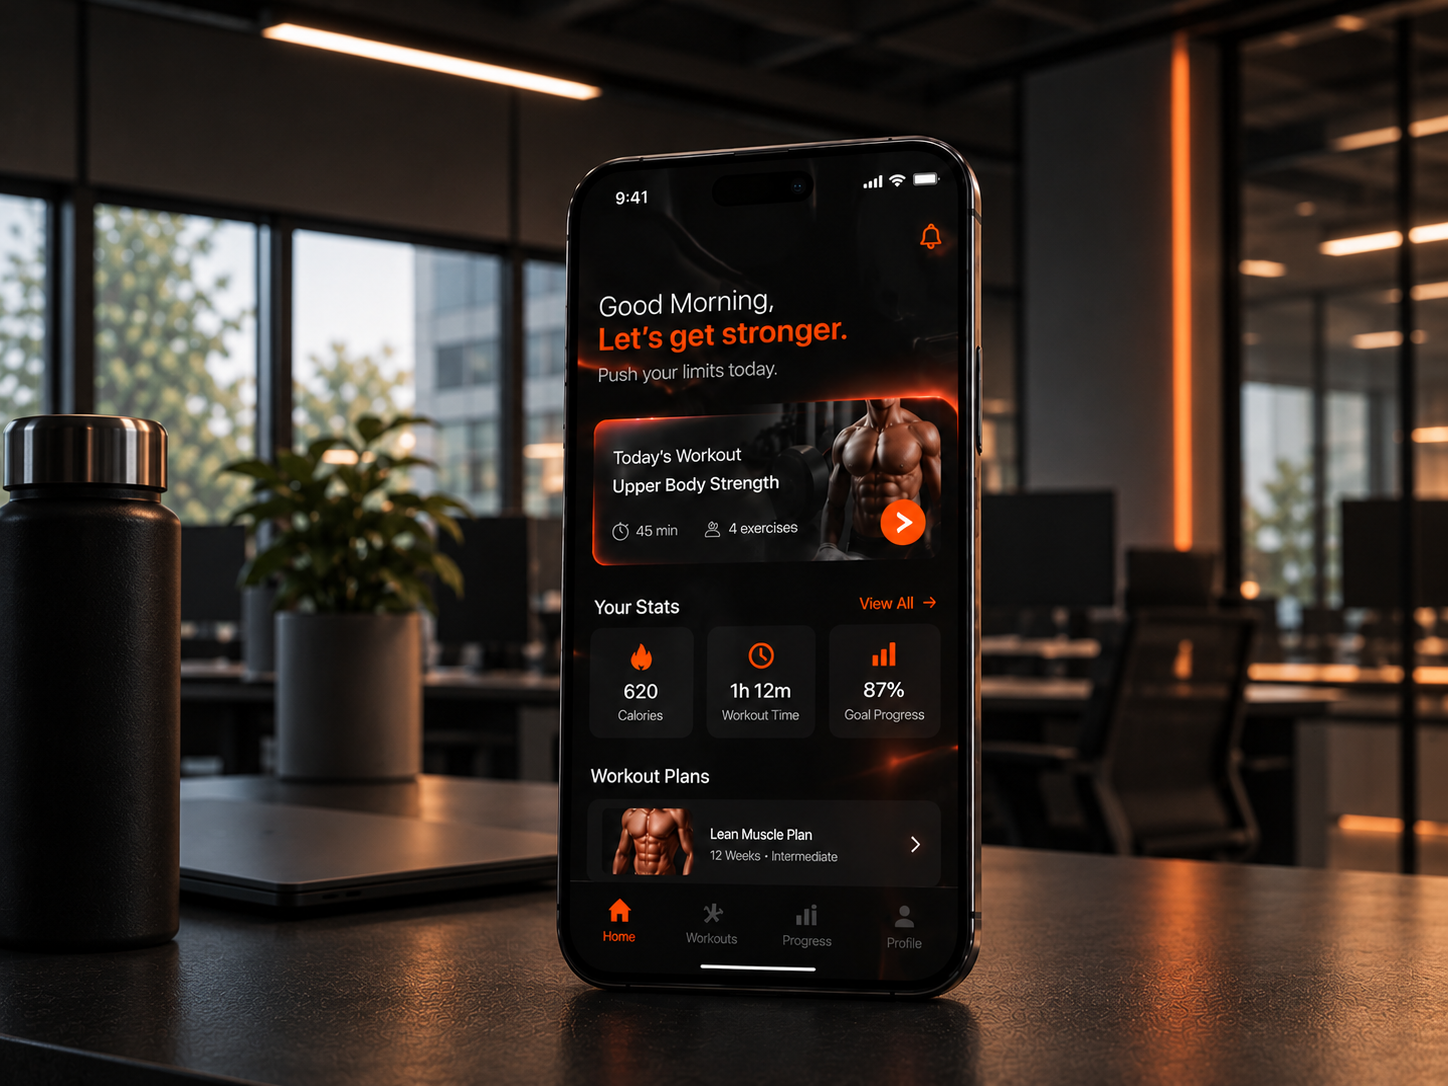 9:41
Good Morning,
Let's get stronger.
Push your limits today.
Today's Workout
Upper Body Strength
45 min
4 exercises
Your Stats
View All →
620
Calories
1h 12m
Workout Time
87%
Goal Progress
Workout Plans
Lean Muscle Plan
12 Weeks • Intermediate
Home
Workouts
Progress
Profile